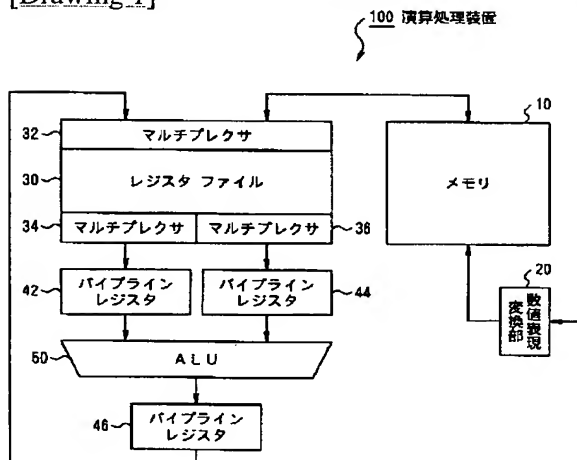 [Drawing 1]
100 演算処理装置
10
32
マルチプレクサ
30
レジスタ ファイル
メモリ
34
マルチプレクサ
マルチプレクサ
36
20
42
パイプライン
レジスタ
パイプライン
レジスタ
44
数値表現
変換部
50
ALU
46
パイプライン
レジスタ